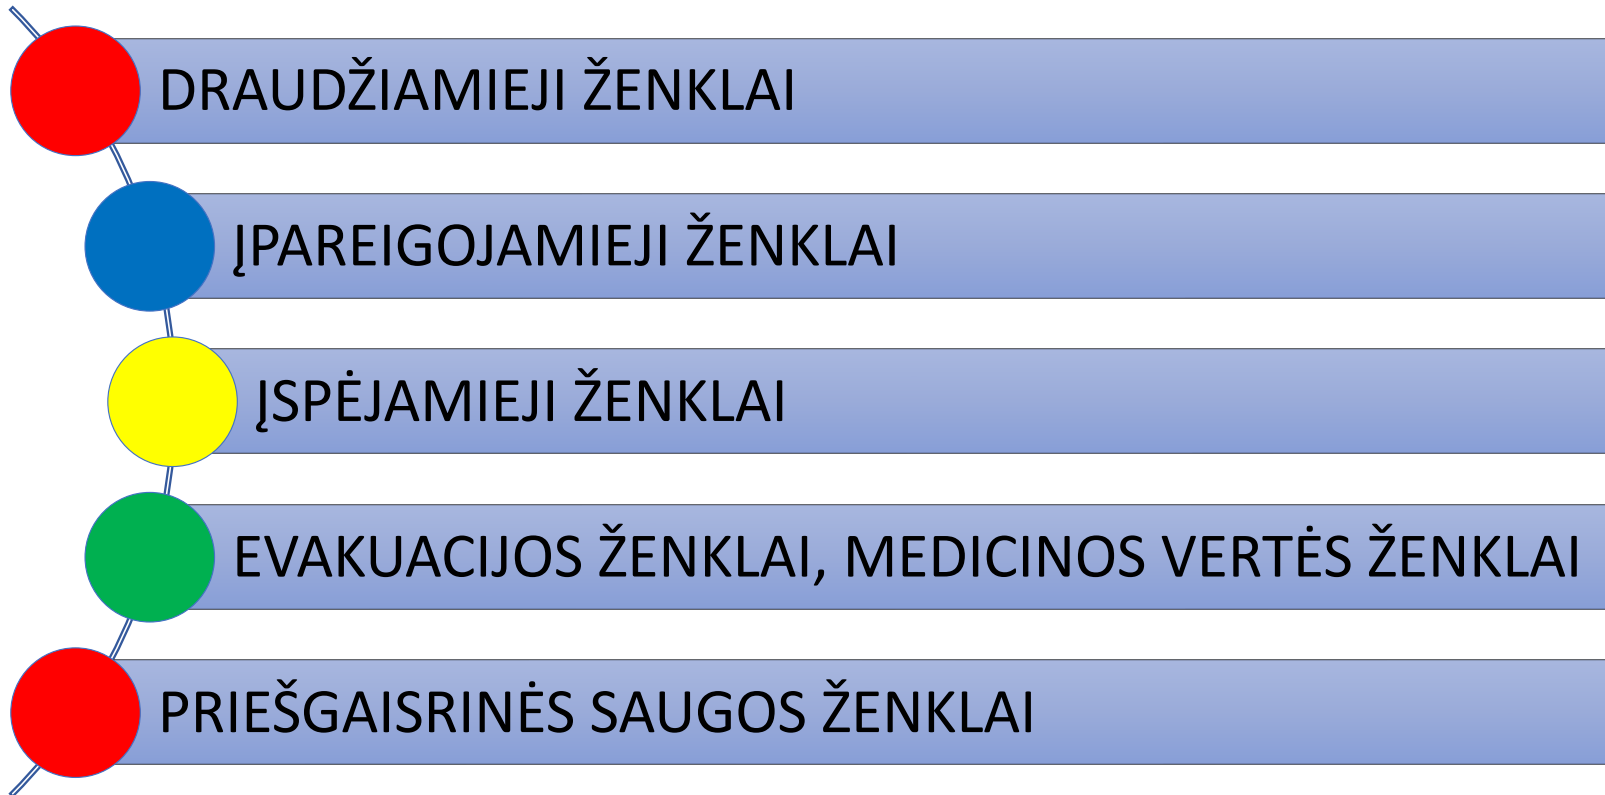 DRAUDŽIAMIEJI ŽENKLAI
ĮPAREIGOJAMIEJI ŽENKLAI
ĮSPĖJAMIEJI ŽENKLAI
EVAKUACIJOS ŽENKLAI, MEDICINOS VERTĖS ŽENKLAI
PRIEŠGAISRINĖS SAUGOS ŽENKLAI